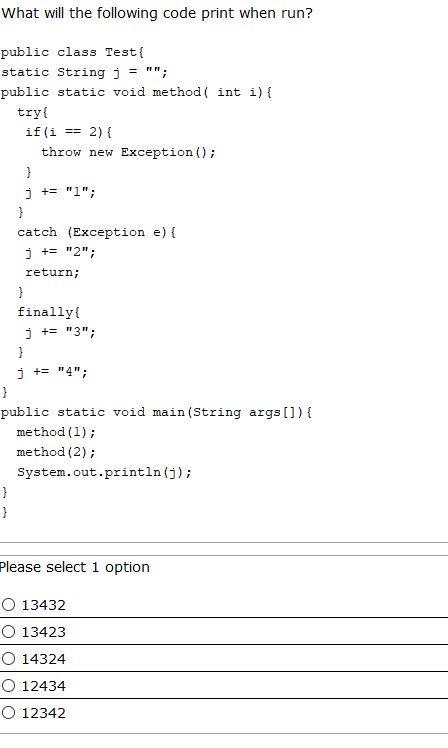 What will the following code print when run?
public class Test{
static String j = "";
public static void method( int i){
try{
if(i == 2){
throw new Exception();
}
j += "1";
}
catch (Exception e){
j += "2";
return;
}
finally{
j += "3";
}
j += "4";
}
public static void main(String args[]){
method(1);
method(2);
System.out.println(j);
}
}
Please select 1 option
13432
13423
14324
12434
12342